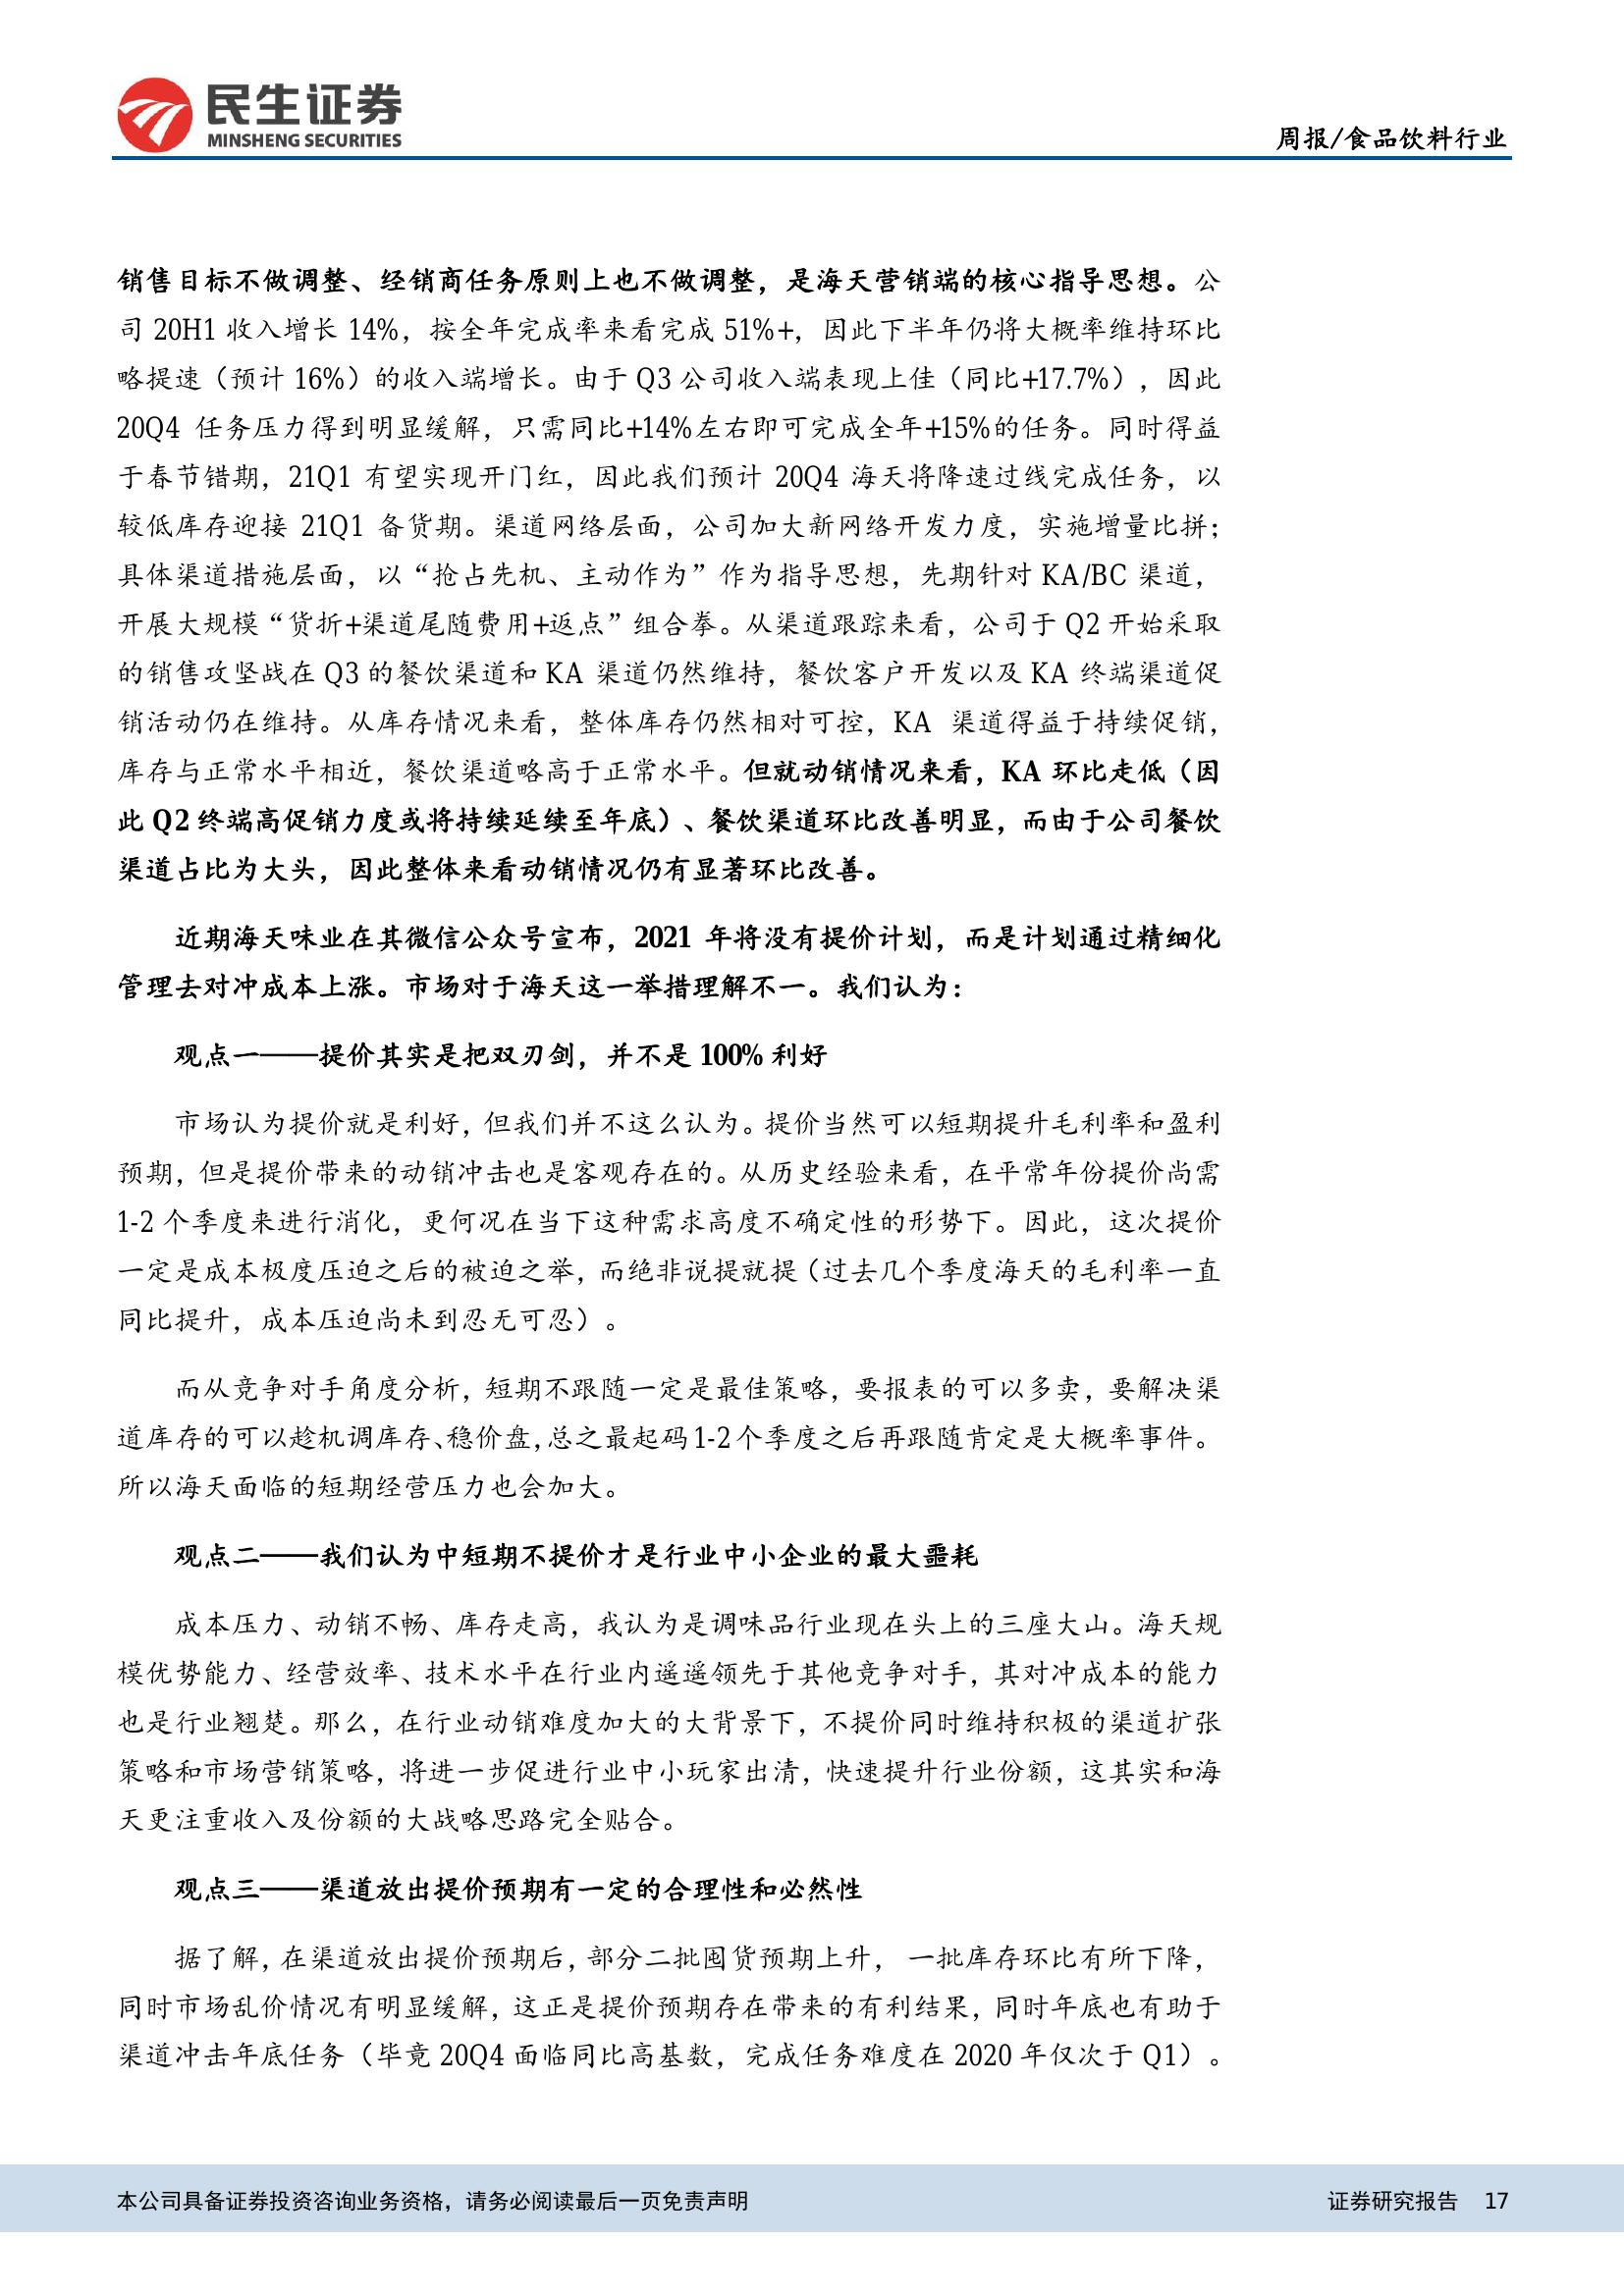 民生证券
MINSHENG SECURITIES
周报/食品饮料行业
销售目标不做调整、经销商任务原则上也不做调整，是海天营销端的核心指导思想。公
司 20H1 收入增长 14%，按全年完成率来看完成 51%+，因此下半年仍将大概率维持环比
略提速（预计 16%）的收入端增长。由于 Q3 公司收入端表现上佳（同比+17.7%），因此
20Q4 任务压力得到明显缓解，只需同比+14%左右即可完成全年+15%的任务。同时得益
于春节错期，21Q1 有望实现开门红，因此我们预计 20Q4 海天将降速过线完成任务，以
较低库存迎接 21Q1 备货期。渠道网络层面，公司加大新网络开发力度，实施增量比拼；
具体渠道措施层面，以“抢占先机、主动作为”作为指导思想，先期针对 KA/BC 渠道，
开展大规模“货折+渠道尾随费用+返点”组合拳。从渠道跟踪来看，公司于 Q2 开始采取
的销售攻坚战在 Q3 的餐饮渠道和 KA 渠道仍然维持，餐饮客户开发以及 KA 终端渠道促
销活动仍在维持。从库存情况来看，整体库存仍然相对可控，KA 渠道得益于持续促销，
库存与正常水平相近，餐饮渠道略高于正常水平。但就动销情况来看，KA 环比走低（因
此 Q2 终端高促销力度或将持续延续至年底）、餐饮渠道环比改善明显，而由于公司餐饮
渠道占比为大头，因此整体来看动销情况仍有显著环比改善。
近期海天味业在其微信公众号宣布，2021 年将没有提价计划，而是计划通过精细化
管理去对冲成本上涨。市场对于海天这一举措理解不一。我们认为：
观点一——提价其实是把双刃剑，并不是 100% 利好
市场认为提价就是利好，但我们并不这么认为。提价当然可以短期提升毛利率和盈利
预期，但是提价带来的动销冲击也是客观存在的。从历史经验来看，在平常年份提价尚需
1-2 个季度来进行消化，更何况在当下这种需求高度不确定性的形势下。因此，这次提价
一定是成本极度压迫之后的被迫之举，而绝非说提就提（过去几个季度海天的毛利率一直
同比提升，成本压迫尚未到忍无可忍）。
而从竞争对手角度分析，短期不跟随一定是最佳策略，要报表的可以多卖，要解决渠
道库存的可以趁机调库存、稳价盘，总之最起码 1-2 个季度之后再跟随肯定是大概率事件。
所以海天面临的短期经营压力也会加大。
观点二——我们认为中短期不提价才是行业中小企业的最大噩耗
成本压力、动销不畅、库存走高，我认为是调味品行业现在头上的三座大山。海天规
模优势能力、经营效率、技术水平在行业内遥遥领先于其他竞争对手，其对冲成本的能力
也是行业翘楚。那么，在行业动销难度加大的大背景下，不提价同时维持积极的渠道扩张
策略和市场营销策略，将进一步促进行业中小玩家出清，快速提升行业份额，这其实和海
天更注重收入及份额的大战略思路完全贴合。
观点三——渠道放出提价预期有一定的合理性和必然性
据了解，在渠道放出提价预期后，部分二批囤货预期上升， 一批库存环比有所下降，
同时市场乱价情况有明显缓解，这正是提价预期存在带来的有利结果，同时年底也有助于
渠道冲击年底任务（毕竟 20Q4 面临同比高基数，完成任务难度在 2020 年仅次于 Q1）。
本公司具备证券投资咨询业务资格，请务必阅读最后一页免责声明
证券研究报告 17